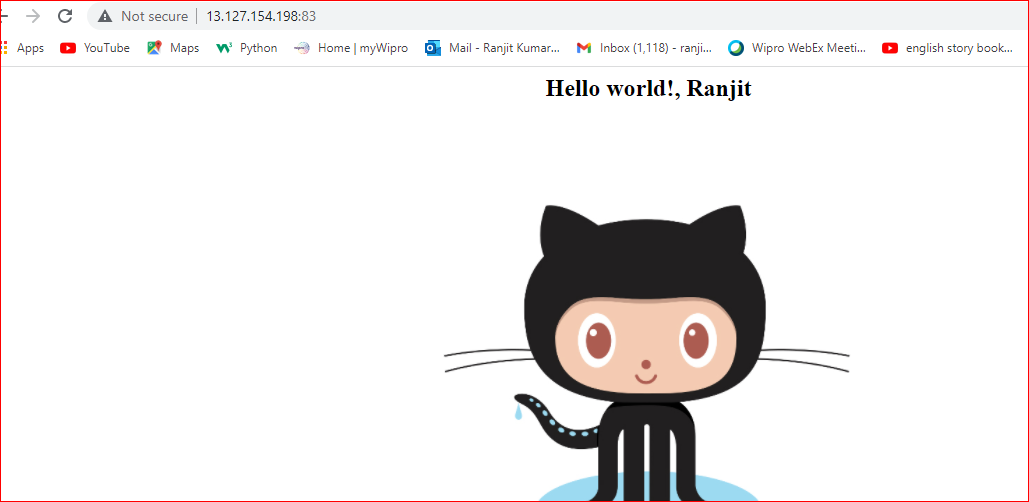 Not secure 13.127.154.198:83
Apps YouTube Maps Python Home | myWipro Mail - Ranjit Kumar... Inbox (1,118) - ranji... Wipro WebEx Meeti... english story book...
Hello world!, Ranjit